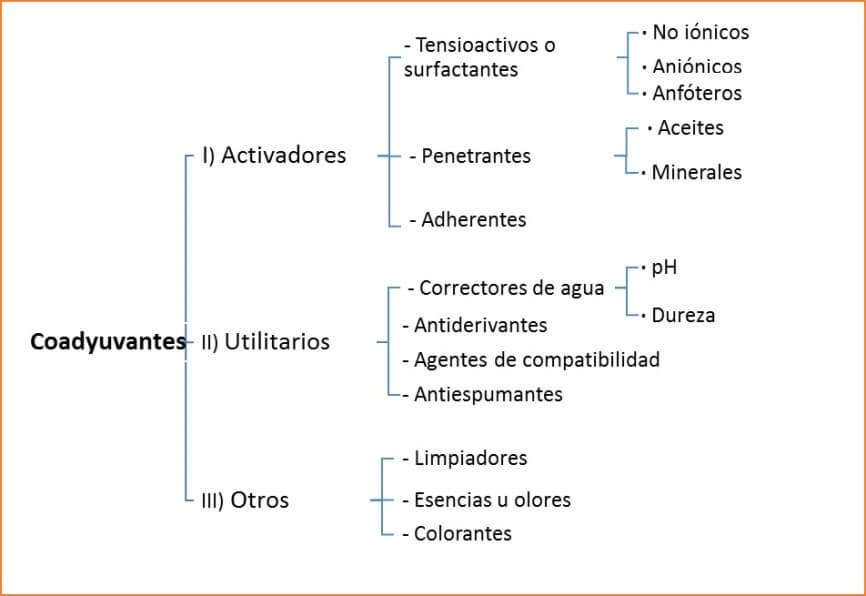 Coadyuvantes
I) Activadores
- Tensioactivos o
surfactantes
· No iónicos
· Aniónicos
· Anfóteros
- Penetrantes
· Aceites
· Minerales
- Adherentes
II) Utilitarios
- Correctores de agua
· pH
· Dureza
- Antiderivantes
- Agentes de compatibilidad
- Antiespumantes
III) Otros
- Limpiadores
- Esencias u olores
- Colorantes